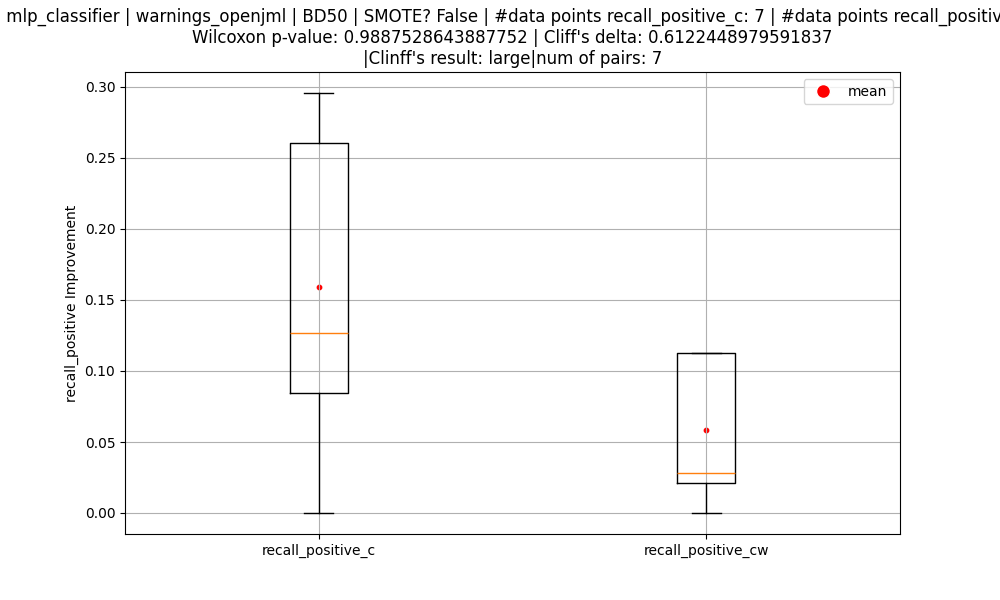 mlp_classifier | warnings_openjml | BD50 | SMOTE? False | #data points recall_positive_c: 7 | #data points recall_positiv
Wilcoxon p-value: 0.9887528643887752 | Cliff's delta: 0.6122448979591837
|Clinff's result: large|num of pairs: 7
mean
0.30
0.25
0.20
0.15
0.10
0.05
0.00
recall_positive Improvement
recall_positive_c
recall_positive_cw